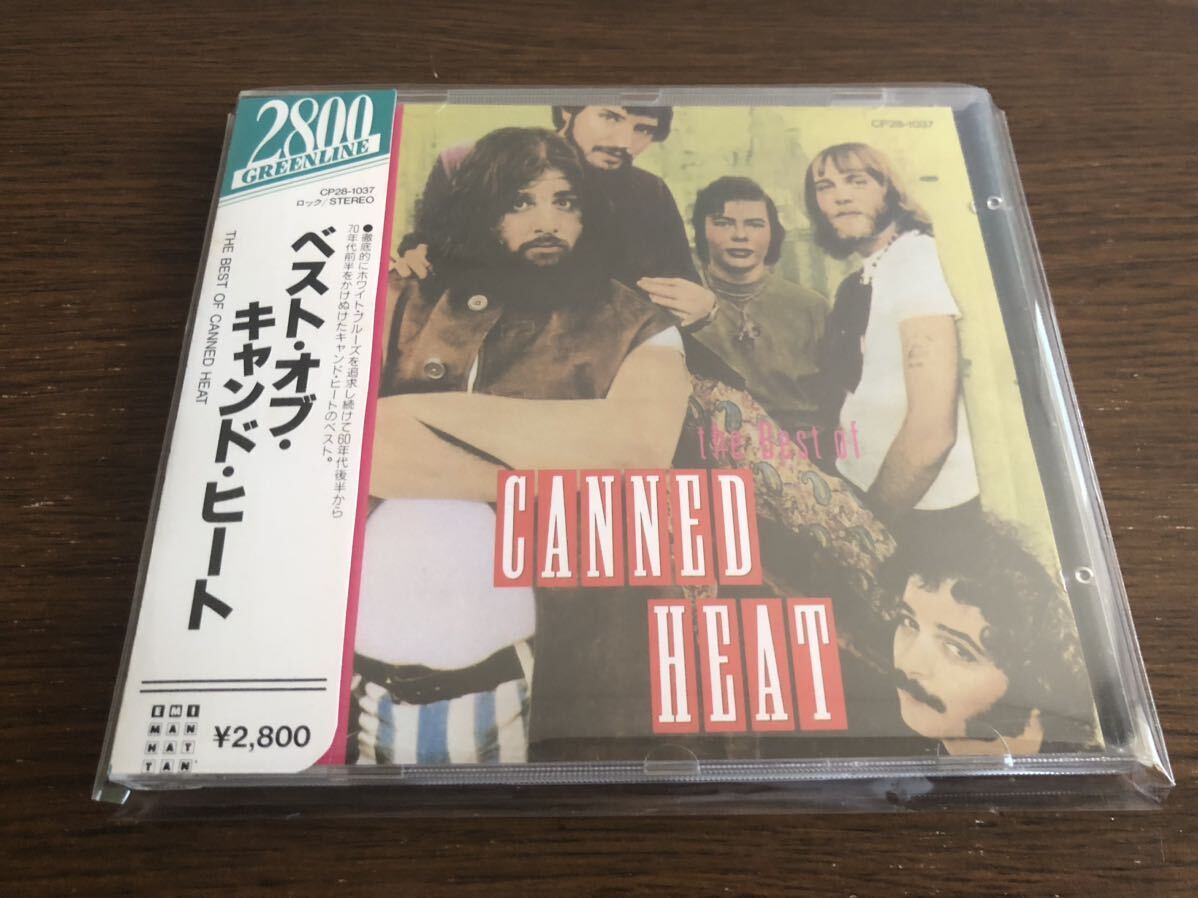 2800
GREENLINE
CP28-1037
ロック/STEREO
●徹底的にホワイト・ブルーズを追求し続けて60年代後半から
70年代前半をかけぬけたキャンド・ヒートのベスト。
ベスト・オブ・
キャンド・ヒート
THE BEST OF CANNED HEAT
EMI
MAN
HAT
TAN
¥2,800
CP28-1037
the Best of
CANNED
HEAT